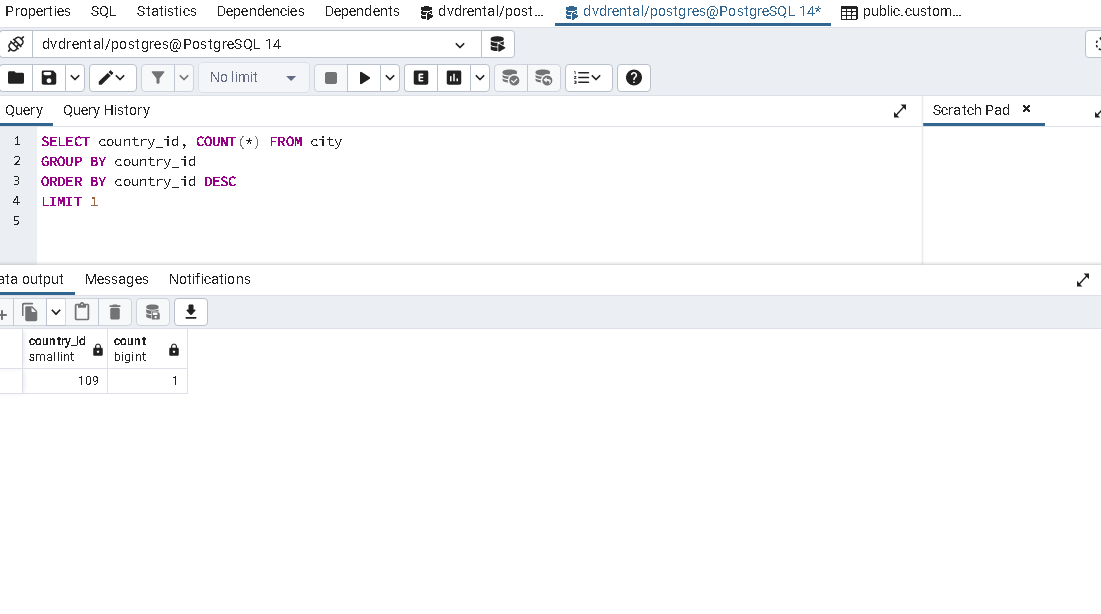 Properties SQL Statistics Dependencies Dependents dvdrental/post... dvdrental/postgres@PostgreSQL 14* public.custom...
dvdrental/postgres@PostgreSQL 14
No limit E
Query Query History Scratch Pad ×
1 SELECT country_id, COUNT(*) FROM city
2 GROUP BY country_id
3 ORDER BY country_id DESC
4 LIMIT 1
5
ata output Messages Notifications
country_id count
smallint bigint
109 1